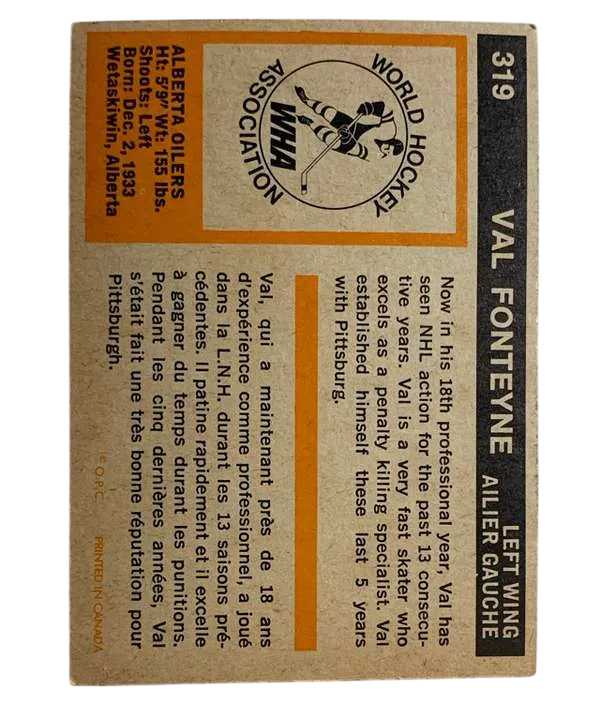 319 VAL FONTEYNE LEFT WING
AILIER GAUCHE
WORLD HOCKEY
ASSOCIATION
WHA
ALBERTA OILERS
Ht: 5'9" Wt: 155 lbs.
Shoots: Left
Born: Dec. 2, 1933
Wetaskiwin, Alberta
Now in his 18th professional year, Val has
seen NHL action for the past 13 consecu-
tive years. Val is a very fast skater who
excels as a penalty killing specialist. Val
established himself these last 5 years
with Pittsburg.
Val, qui a maintenant près de 18 ans
d'expérience comme professionnel, a joué
dans la L.N.H. durant les 13 saisons pré-
cédentes. Il patine rapidement et il excelle
à gagner du temps durant les punitions.
Pendant les cinq dernières années, Val
s'était fait une très bonne réputation pour
Pittsburgh.
© O.P.C. PRINTED IN CANADA